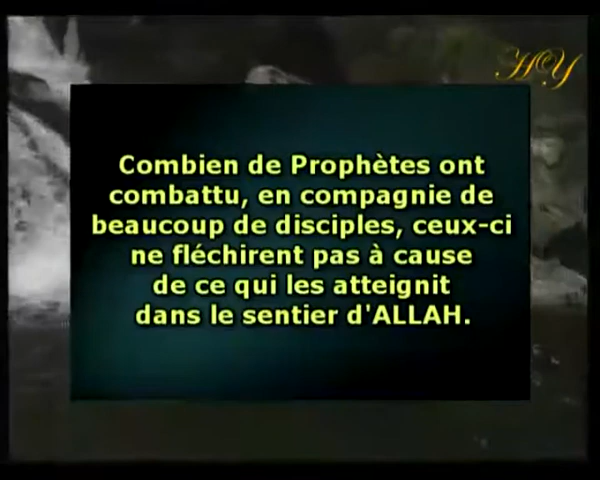 HY
Combien de Prophètes ont
combattu, en compagnie de
beaucoup de disciples, ceux-ci
ne fléchirent pas à cause
de ce qui les atteignit
dans le sentier d'ALLAH.